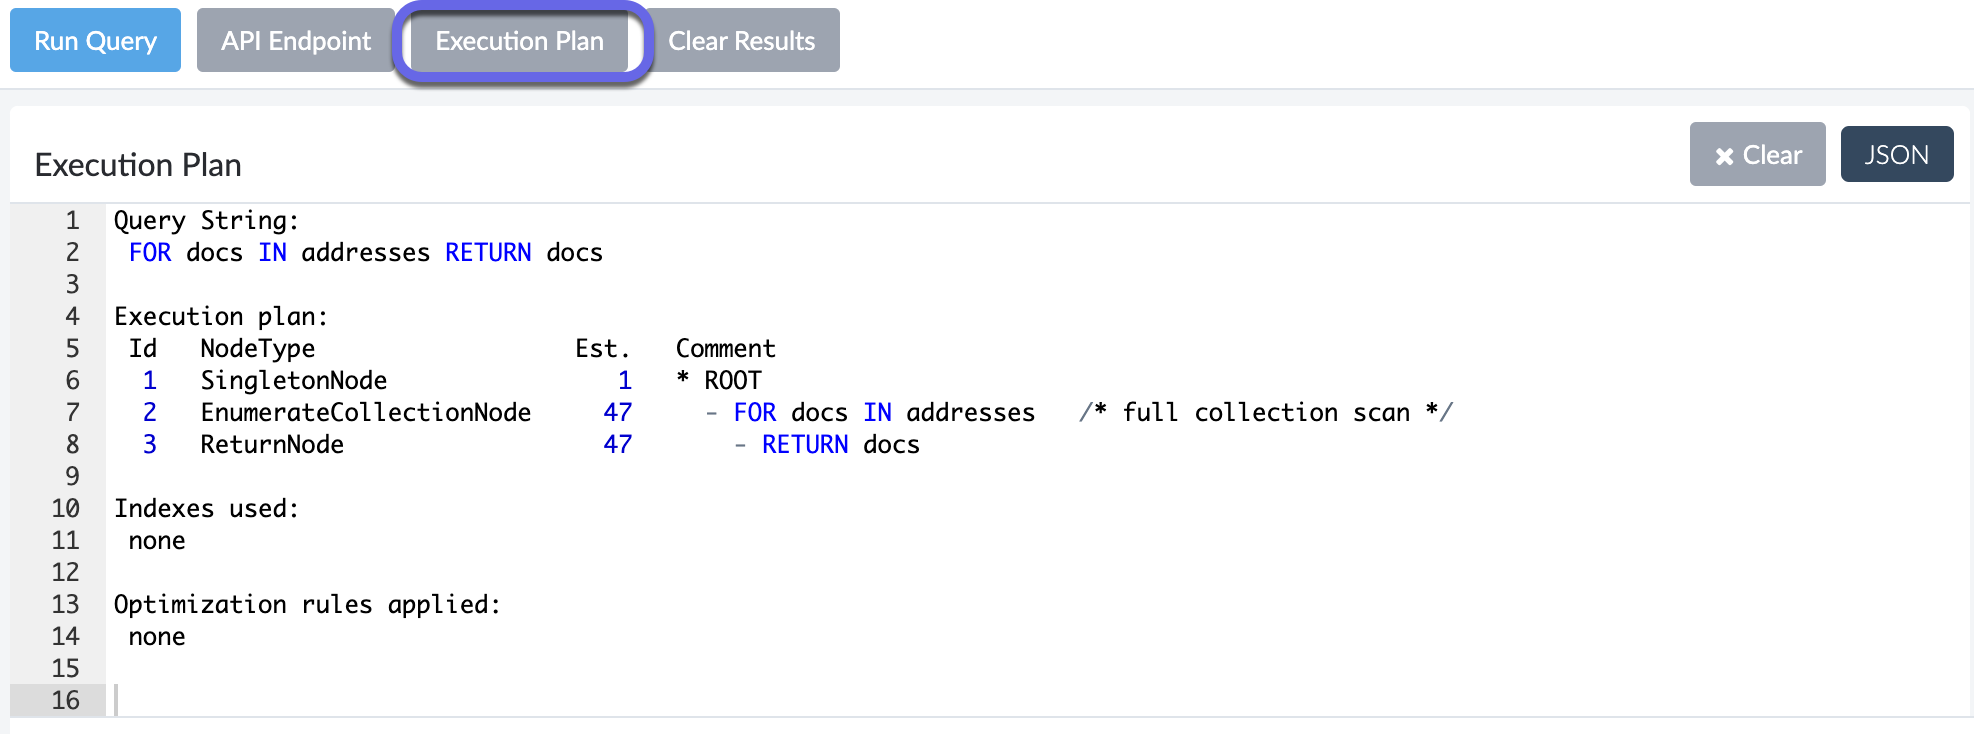 Run Query API Endpoint Execution Plan Clear Results
Execution Plan
Clear JSON
1 Query String:
2 FOR docs IN addresses RETURN docs
3
4 Execution plan:
5 Id NodeType Est. Comment
6 1 SingletonNode 1 * ROOT
7 2 EnumerateCollectionNode 47 - FOR docs IN addresses /* full collection scan */
8 3 ReturnNode 47 - RETURN docs
9
10 Indexes used:
11 none
12
13 Optimization rules applied:
14 none
15
16